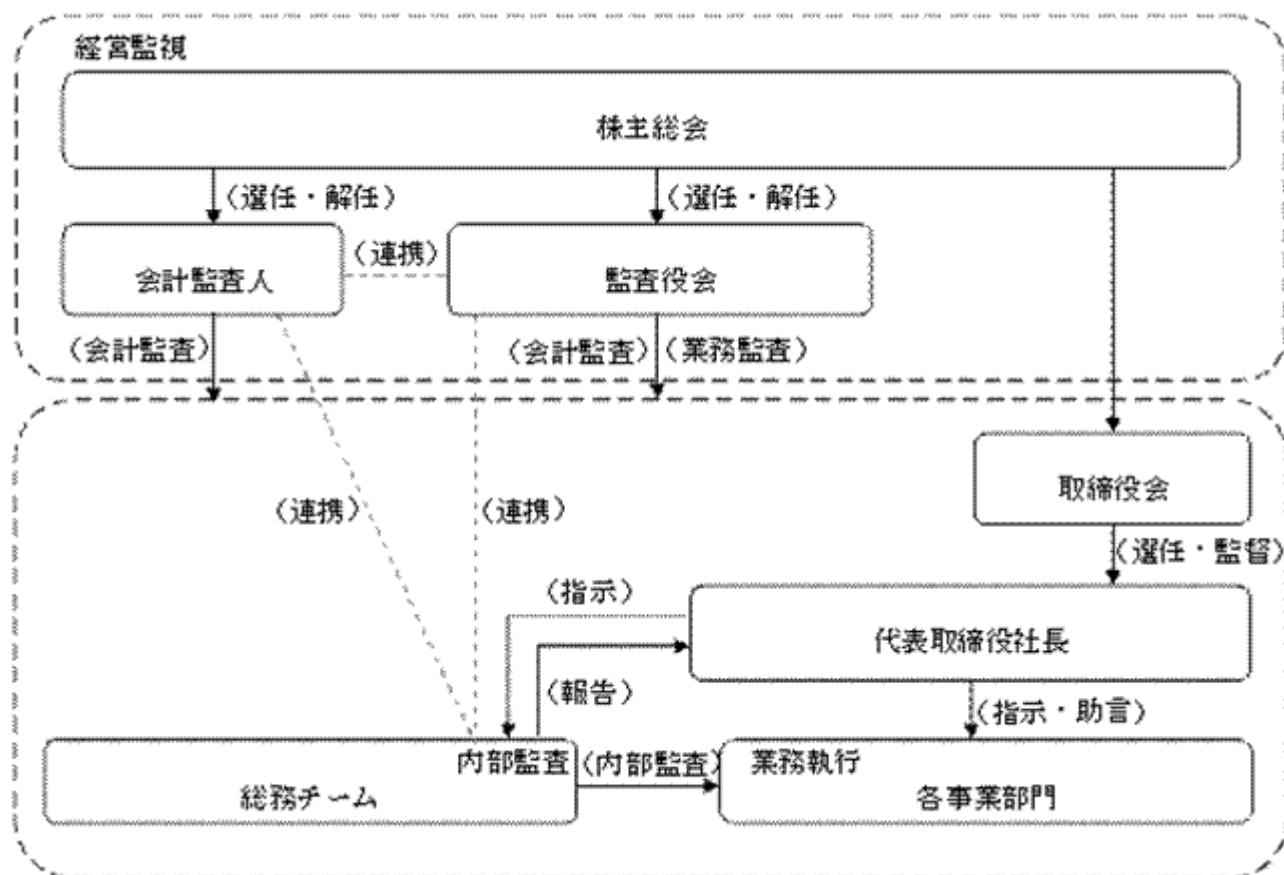 経営監視
株主総会
（選任・解任）
（選任・解任）
会計監査人
（連携）
監査役会
（会計監査）
（会計監査）
（業務監査）
取締役会
（連携）
（連携）
（選任・監督）
（指示）
代表取締役社長
（報告）
（指示・助言）
内部監査
（内部監査）
業務執行
総務チーム
各事業部門